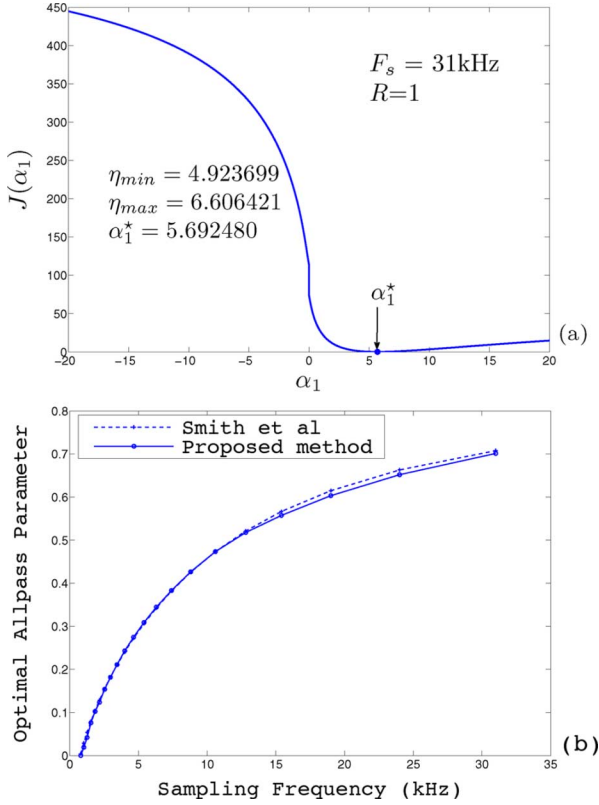 450
400
350
300
250
200
150
100
50
0
J(α₁)
F_s = 31kHz
R=1
η_min = 4.923699
η_max = 6.606421
α₁* = 5.692480
α₁*
(a)
−20 −15 −10 −5 0 5 10 15 20
α₁
0.8
0.7
0.6
0.5
0.4
0.3
0.2
0.1
0
Optimal Allpass Parameter
Smith et al
Proposed method
(b)
0 5 10 15 20 25 30 35
Sampling Frequency (kHz)